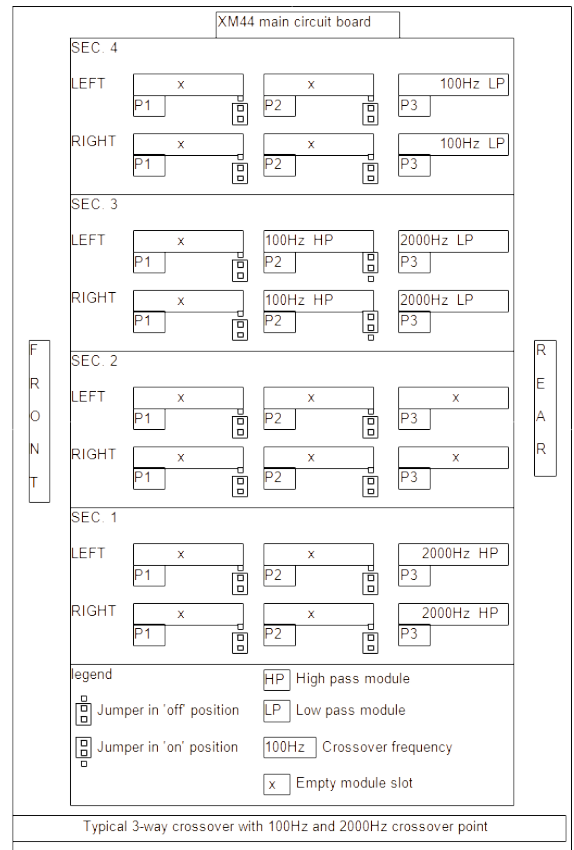 XM44 main circuit board
SEC. 4
LEFT x x 100Hz LP
P1 P2 P3
RIGHT x x 100Hz LP
P1 P2 P3
SEC. 3
LEFT x 100Hz HP 2000Hz LP
P1 P2 P3
RIGHT x 100Hz HP 2000Hz LP
P1 P2 P3
FRONT
REAR
SEC. 2
LEFT x x x
P1 P2 P3
RIGHT x x x
P1 P2 P3
SEC. 1
LEFT x x 2000Hz HP
P1 P2 P3
RIGHT x x 2000Hz HP
P1 P2 P3
legend
HP High pass module
Jumper in 'off' position LP Low pass module
Jumper in 'on' position 100Hz Crossover frequency
x Empty module slot
Typical 3-way crossover with 100Hz and 2000Hz crossover point